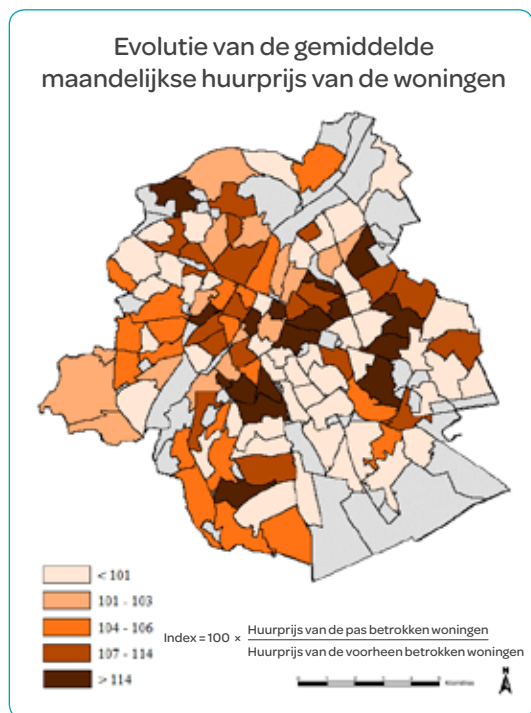 Evolutie van de gemiddelde
maandelijkse huurprijs van de woningen
< 101
101 - 103
104 - 106
107 - 114
> 114
Index = 100 × Huurprijs van de pas betrokken woningen
Huurprijs van de voorheen betrokken woningen
Kilometres
N